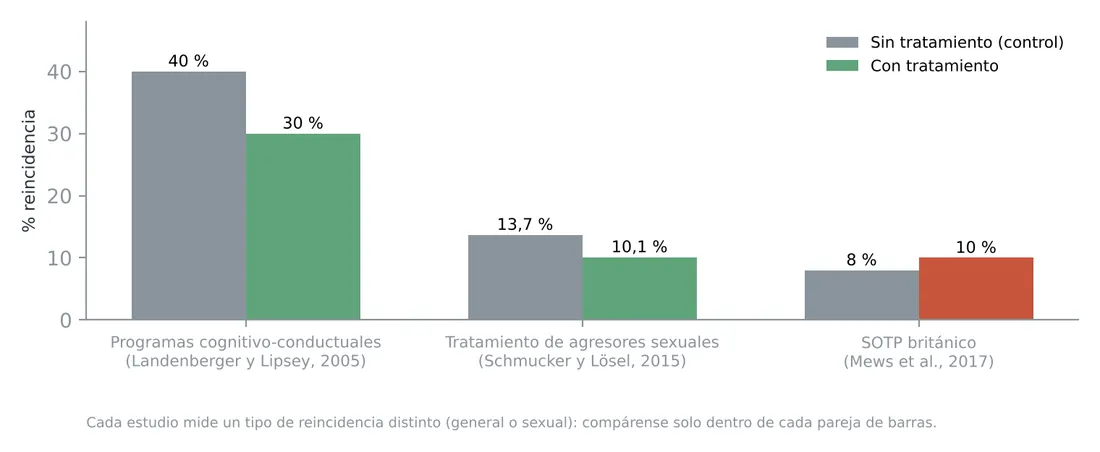 Sin tratamiento (control)
Con tratamiento
% reincidencia
40
30
20
10
0
40 %
30 %
13,7 %
10,1 %
8 %
10 %
Programas cognitivo-conductuales
(Landenberger y Lipsey, 2005)
Tratamiento de agresores sexuales
(Schmucker y Lösel, 2015)
SOTP británico
(Mews et al., 2017)
Cada estudio mide un tipo de reincidencia distinto (general o sexual): compárense solo dentro de cada pareja de barras.